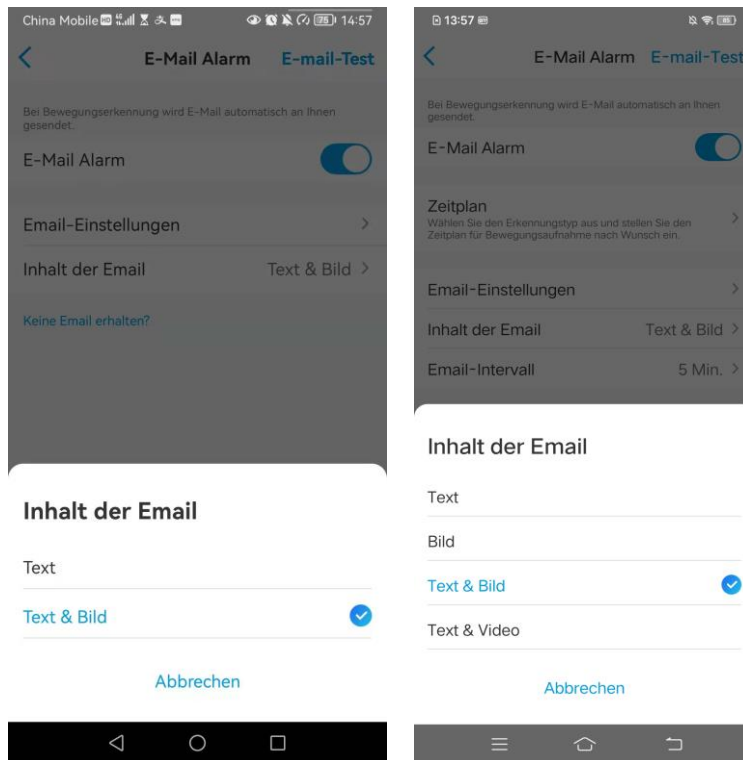 China Mobile HD 75 14:57
E-Mail Alarm E-mail-Test
Bei Bewegungserkennung wird E-Mail automatisch an Ihnen
gesendet.
E-Mail Alarm
Email-Einstellungen
Inhalt der Email Text & Bild
Keine Email erhalten?
Inhalt der Email
Text
Text & Bild
Abbrechen
13:57
E-Mail Alarm E-mail-Test
Bei Bewegungserkennung wird E-Mail automatisch an Ihnen
gesendet.
E-Mail Alarm
Zeitplan
Wählen Sie den Erkennungstyp aus und stellen Sie den
Zeitplan für Bewegungsaufnahme nach Wunsch ein.
Email-Einstellungen
Inhalt der Email Text & Bild
Email-Intervall 5 Min.
Inhalt der Email
Text
Bild
Text & Bild
Text & Video
Abbrechen